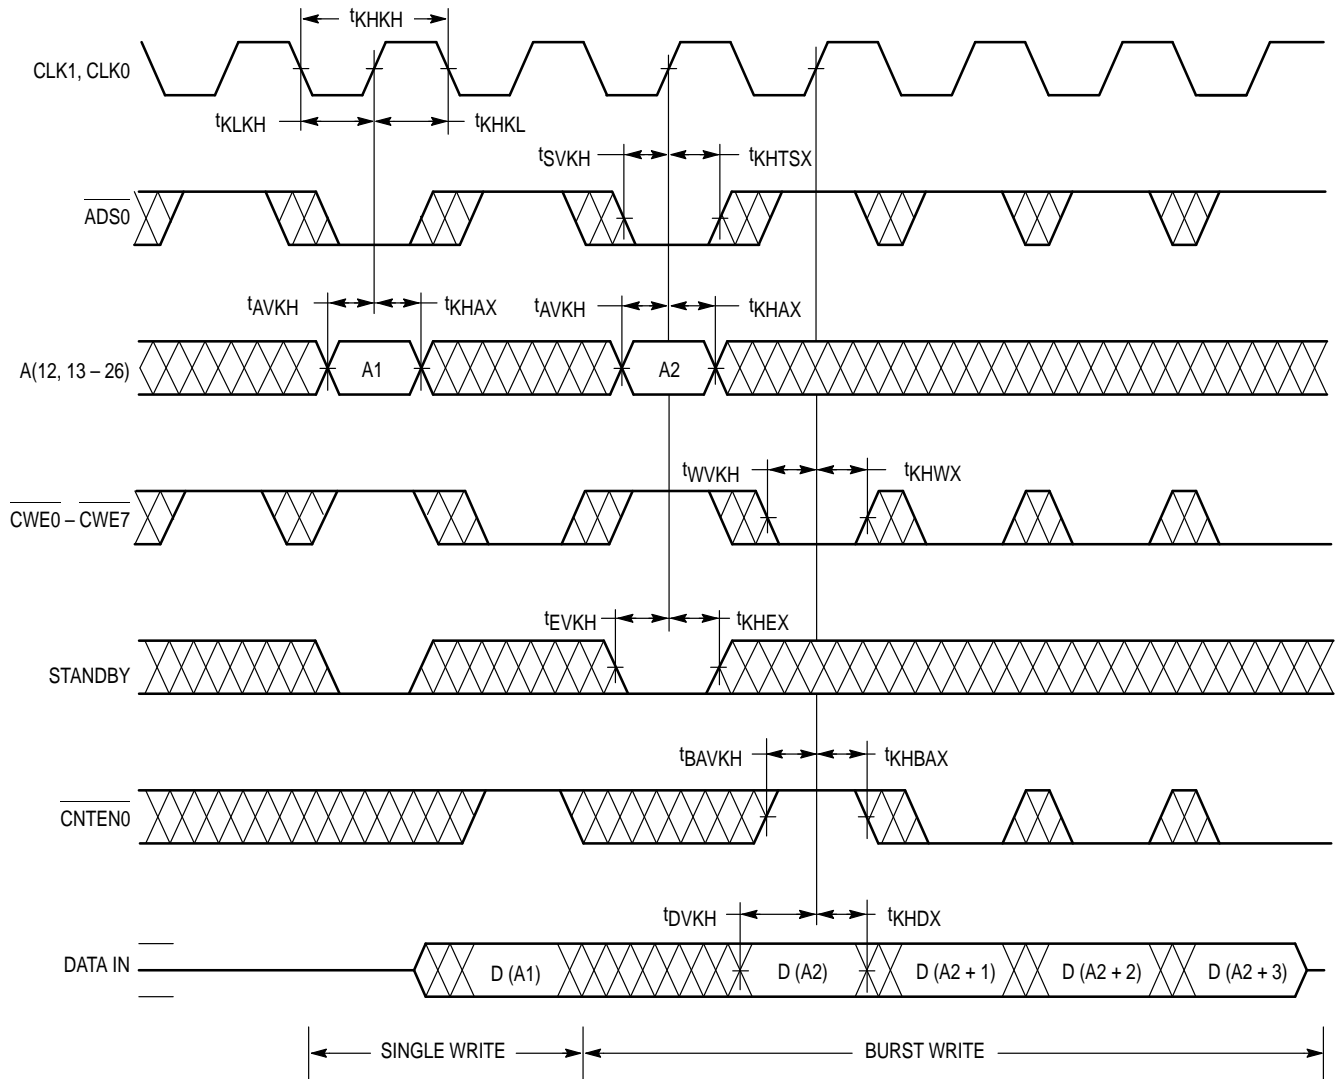 tKHKH
CLK1, CLK0
tKLKH tKHKL
tSVKH tKHTSX
ADS0
tAVKH tKHAX tAVKH tKHAX
A(12, 13 – 26) A1 A2
tWVKH tKHWX
CWE0 – CWE7
tEVKH tKHEX
STANDBY
tBAVKH tKHBAX
CNTEN0
tDVKH tKHDX
DATA IN D (A1) D (A2) D (A2 + 1) D (A2 + 2) D (A2 + 3)
SINGLE WRITE BURST WRITE